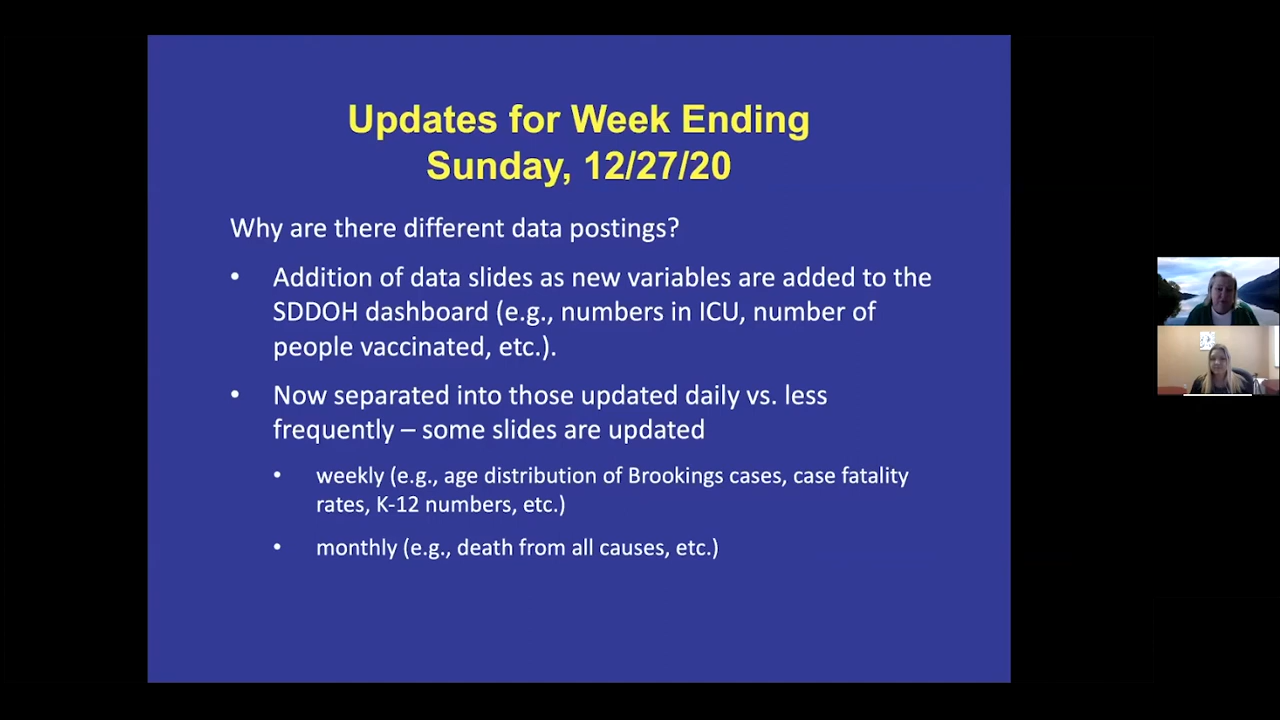 Updates for Week Ending
Sunday, 12/27/20
Why are there different data postings?
• Addition of data slides as new variables are added to the
SDDOH dashboard (e.g., numbers in ICU, number of
people vaccinated, etc.).
• Now separated into those updated daily vs. less
frequently – some slides are updated
• weekly (e.g., age distribution of Brookings cases, case fatality
rates, K-12 numbers, etc.)
• monthly (e.g., death from all causes, etc.)